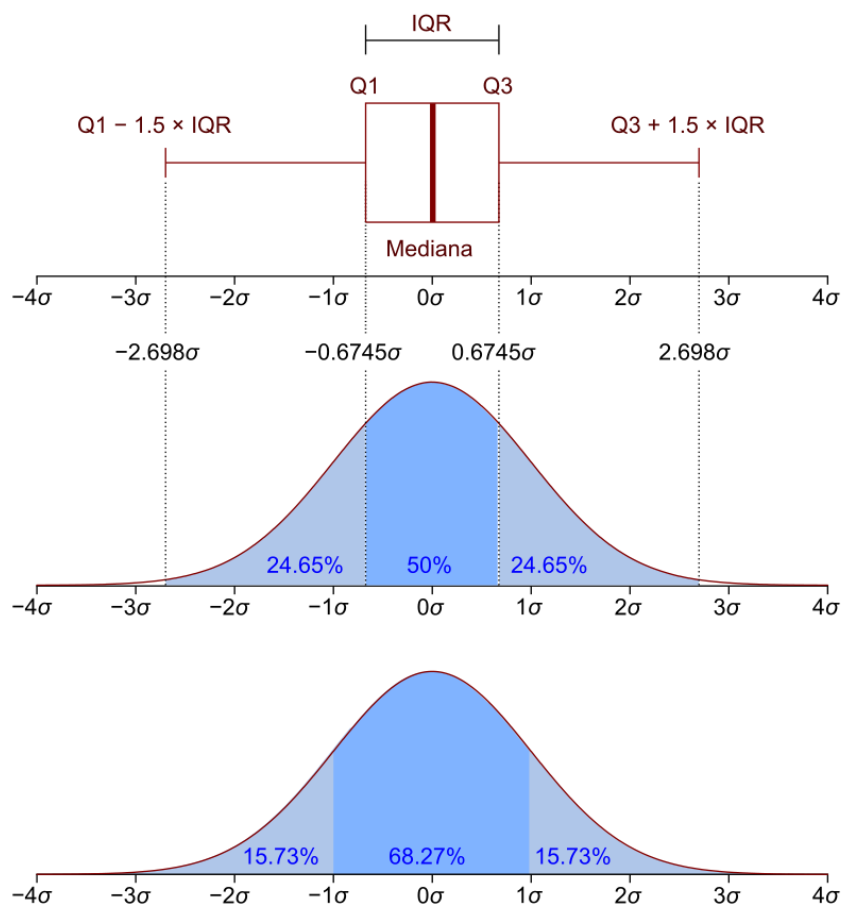 IQR
Q1 Q3
Q1 − 1.5 × IQR Q3 + 1.5 × IQR
Mediana
−4σ −3σ −2σ −1σ 0σ 1σ 2σ 3σ 4σ
−2.698σ −0.6745σ 0.6745σ 2.698σ
24.65% 50% 24.65%
−4σ −3σ −2σ −1σ 0σ 1σ 2σ 3σ 4σ
15.73% 68.27% 15.73%
−4σ −3σ −2σ −1σ 0σ 1σ 2σ 3σ 4σ